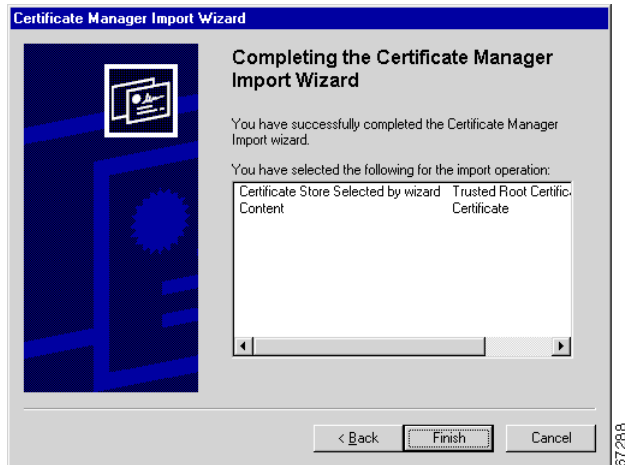 Certificate Manager Import Wizard
Completing the Certificate Manager
Import Wizard
You have successfully completed the Certificate Manager
Import wizard.
You have selected the following for the import operation:
Certificate Store Selected by wizard Trusted Root Certific
Content Certificate
< Back Finish Cancel
67288